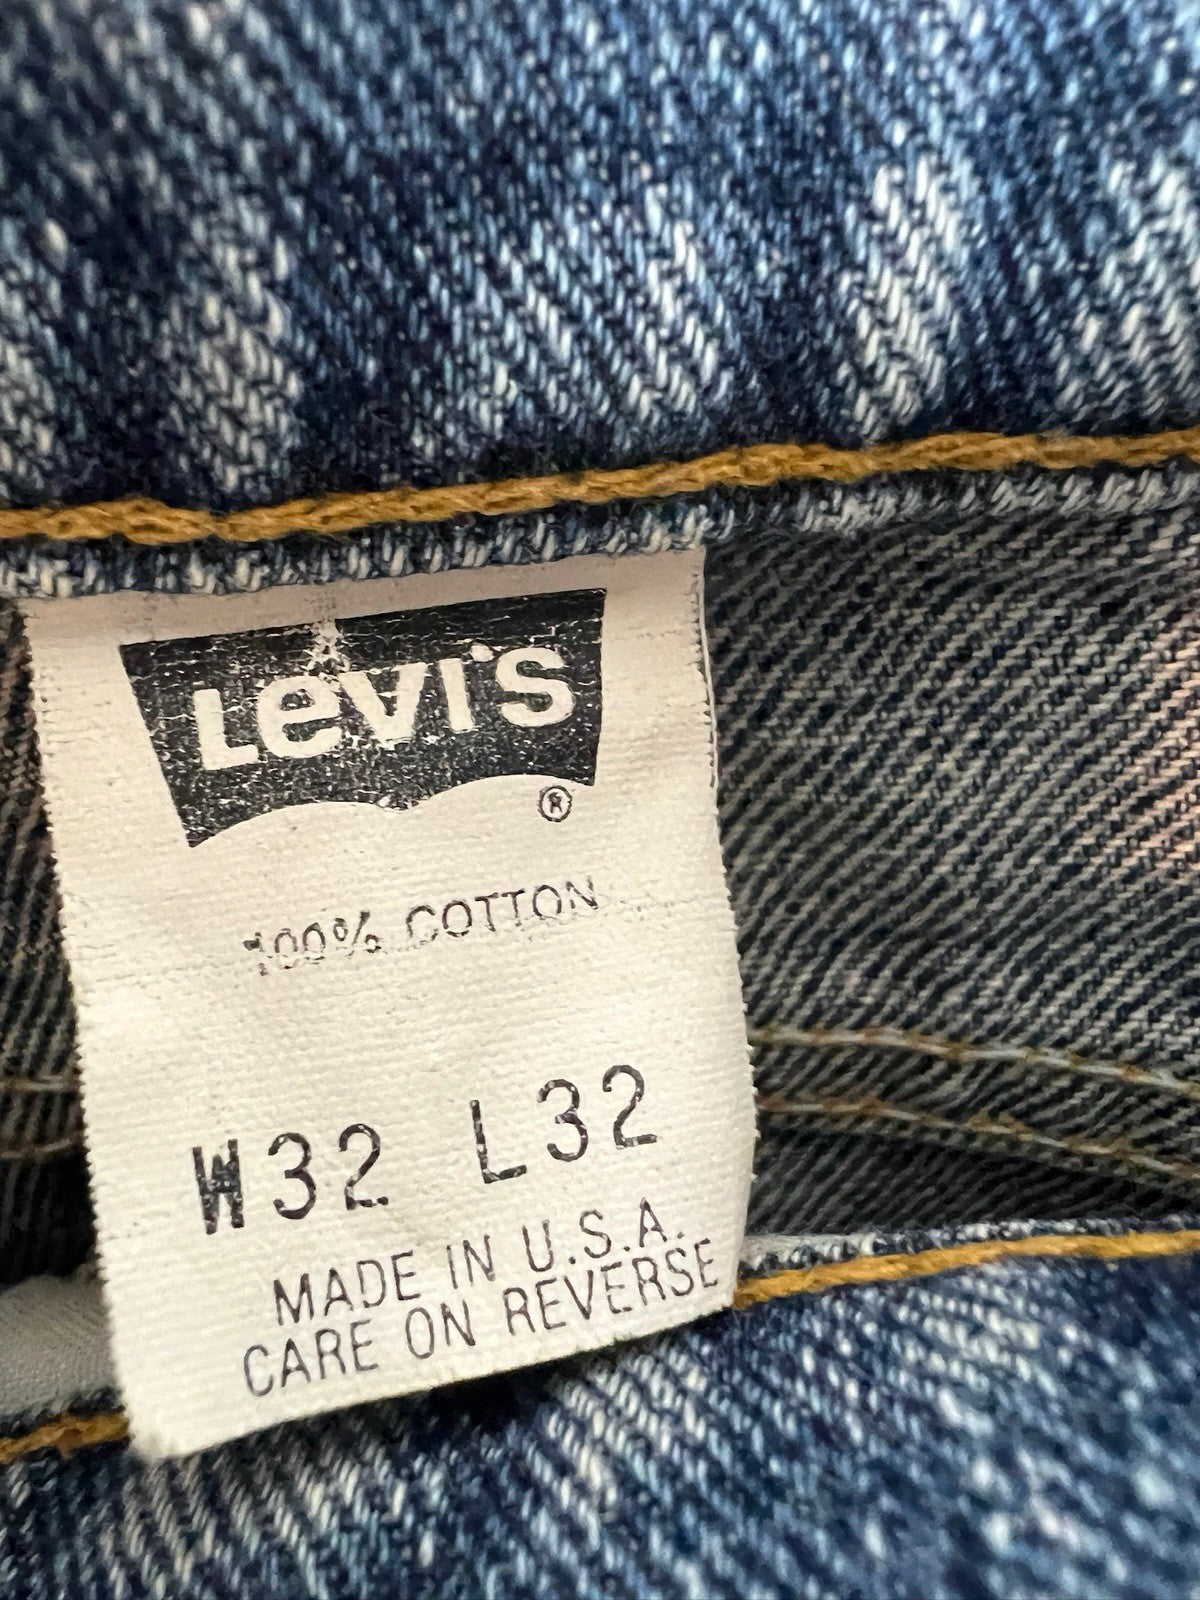 Levi's
®
100% COTTON
W32 L32
MADE IN U.S.A.
CARE ON REVERSE